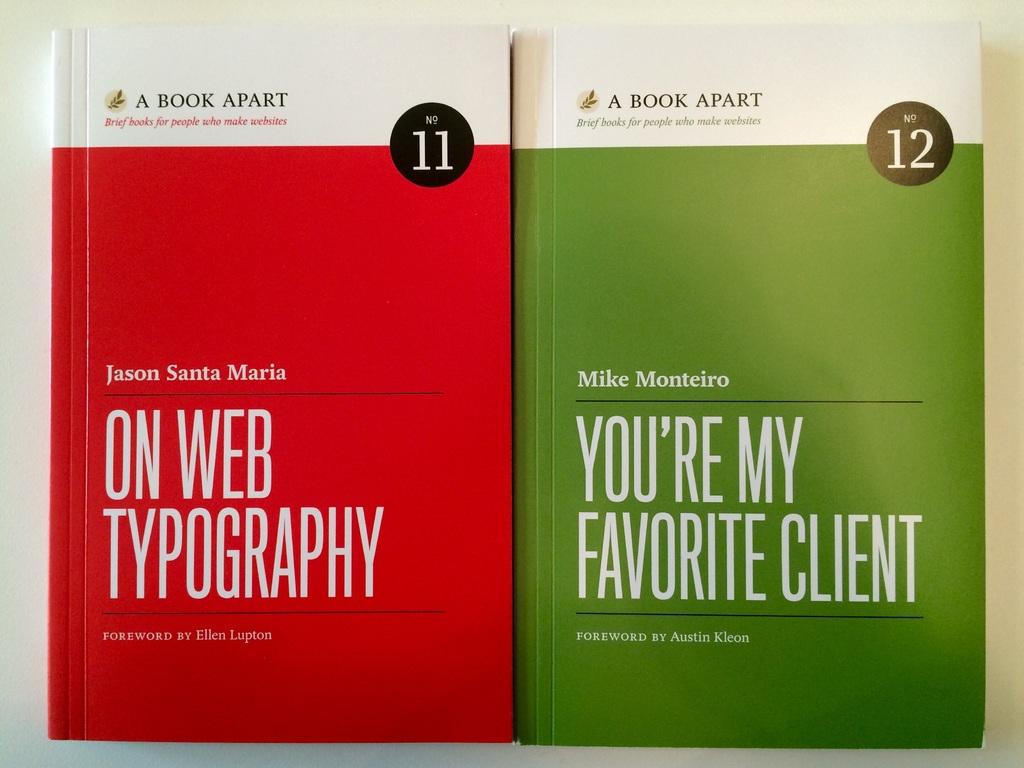 A BOOK APART
Brief books for people who make websites
Nº
11
Jason Santa Maria
ON WEB
TYPOGRAPHY
FOREWORD BY Ellen Lupton
A BOOK APART
Brief books for people who make websites
Nº
12
Mike Monteiro
YOU'RE MY
FAVORITE CLIENT
FOREWORD BY Austin Kleon